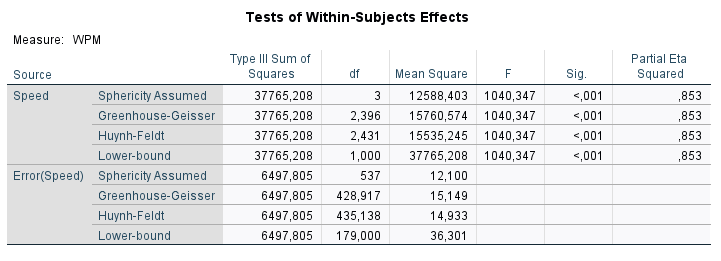 Tests of Within-Subjects Effects
Measure: WPM
Source Type III Sum of Squares df Mean Square F Sig. Partial Eta Squared
Speed Sphericity Assumed 37765,208 3 12588,403 1040,347 <,001 ,853
Greenhouse-Geisser 37765,208 2,396 15760,574 1040,347 <,001 ,853
Huynh-Feldt 37765,208 2,431 15535,245 1040,347 <,001 ,853
Lower-bound 37765,208 1,000 37765,208 1040,347 <,001 ,853
Error(Speed) Sphericity Assumed 6497,805 537 12,100
Greenhouse-Geisser 6497,805 428,917 15,149
Huynh-Feldt 6497,805 435,138 14,933
Lower-bound 6497,805 179,000 36,301